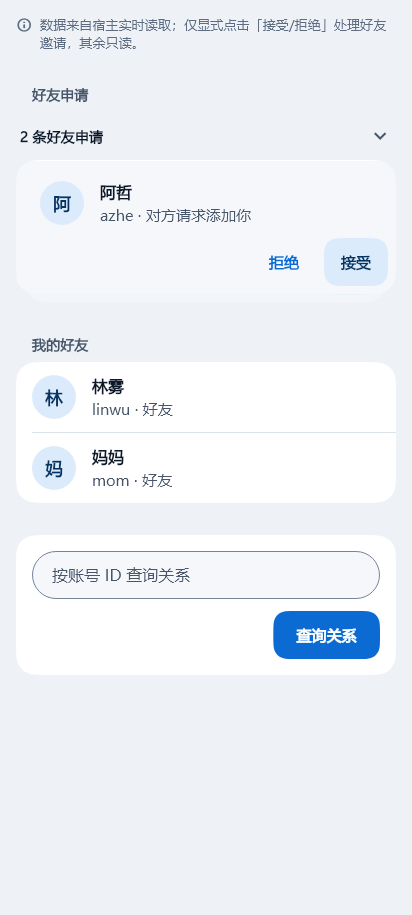 数据来自宿主实时读取；仅显式点击「接受/拒绝」处理好友
邀请，其余只读。
好友申请
2 条好友申请
阿
阿哲
azhe · 对方请求添加你
拒绝
接受
我的好友
林
林雾
linwu · 好友
妈
妈妈
mom · 好友
按账号 ID 查询关系
查询关系